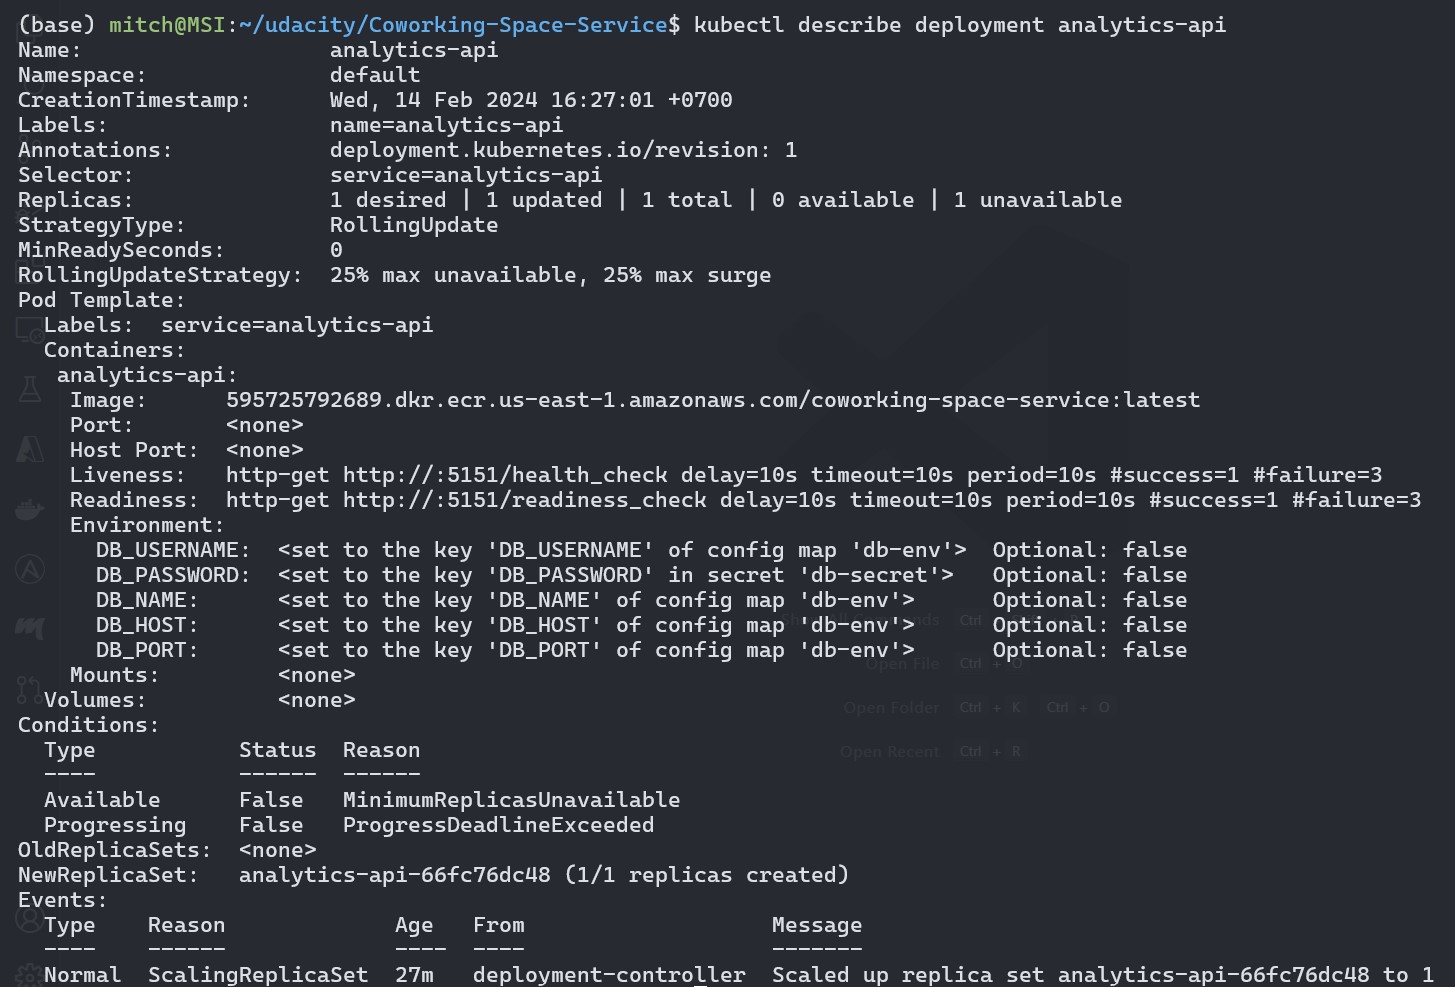 (base) mitch@MSI:~/udacity/Coworking-Space-Service$ kubectl describe deployment analytics-api
Name:                   analytics-api
Namespace:              default
CreationTimestamp:      Wed, 14 Feb 2024 16:27:01 +0700
Labels:                 name=analytics-api
Annotations:            deployment.kubernetes.io/revision: 1
Selector:               service=analytics-api
Replicas:               1 desired | 1 updated | 1 total | 0 available | 1 unavailable
StrategyType:           RollingUpdate
MinReadySeconds:        0
RollingUpdateStrategy:  25% max unavailable, 25% max surge
Pod Template:
  Labels:  service=analytics-api
  Containers:
   analytics-api:
    Image:      595725792689.dkr.ecr.us-east-1.amazonaws.com/coworking-space-service:latest
    Port:       <none>
    Host Port:  <none>
    Liveness:   http-get http://:5151/health_check delay=10s timeout=10s period=10s #success=1 #failure=3
    Readiness:  http-get http://:5151/readiness_check delay=10s timeout=10s period=10s #success=1 #failure=3
    Environment:
      DB_USERNAME:  <set to the key 'DB_USERNAME' of config map 'db-env'>  Optional: false
      DB_PASSWORD:  <set to the key 'DB_PASSWORD' in secret 'db-secret'>   Optional: false
      DB_NAME:      <set to the key 'DB_NAME' of config map 'db-env'>      Optional: false
      DB_HOST:      <set to the key 'DB_HOST' of config map 'db-env'>      Optional: false
      DB_PORT:      <set to the key 'DB_PORT' of config map 'db-env'>      Optional: false
    Mounts:         <none>
  Volumes:          <none>
Conditions:
  Type           Status  Reason
  ----           ------  ------
  Available      False   MinimumReplicasUnavailable
  Progressing    False   ProgressDeadlineExceeded
OldReplicaSets:  <none>
NewReplicaSet:   analytics-api-66fc76dc48 (1/1 replicas created)
Events:
  Type    Reason             Age   From                   Message
  ----    ------             ----  ----                   -------
  Normal  ScalingReplicaSet  27m   deployment-controller  Scaled up replica set analytics-api-66fc76dc48 to 1
Open File Ctrl + O
Open Folder Ctrl + K Ctrl + O
Open Recent Ctrl + R